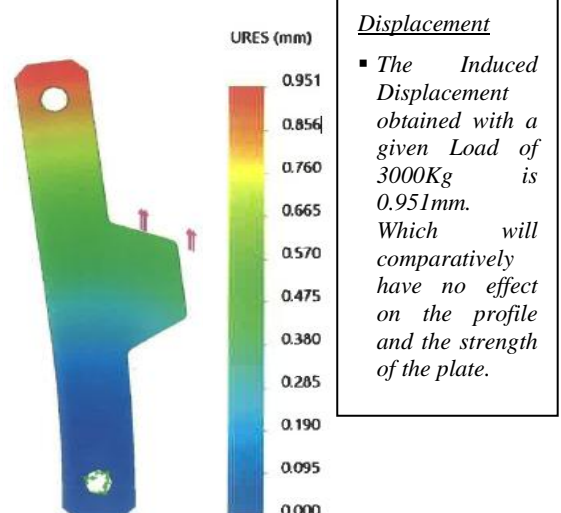 URES (mm)
0.951
0.856
0.760
0.665
0.570
0.475
0.380
0.285
0.190
0.095
0.000
Displacement
▪ The Induced
Displacement
obtained with a
given Load of
3000Kg is
0.951mm.
Which will
comparatively
have no effect
on the profile
and the strength
of the plate.